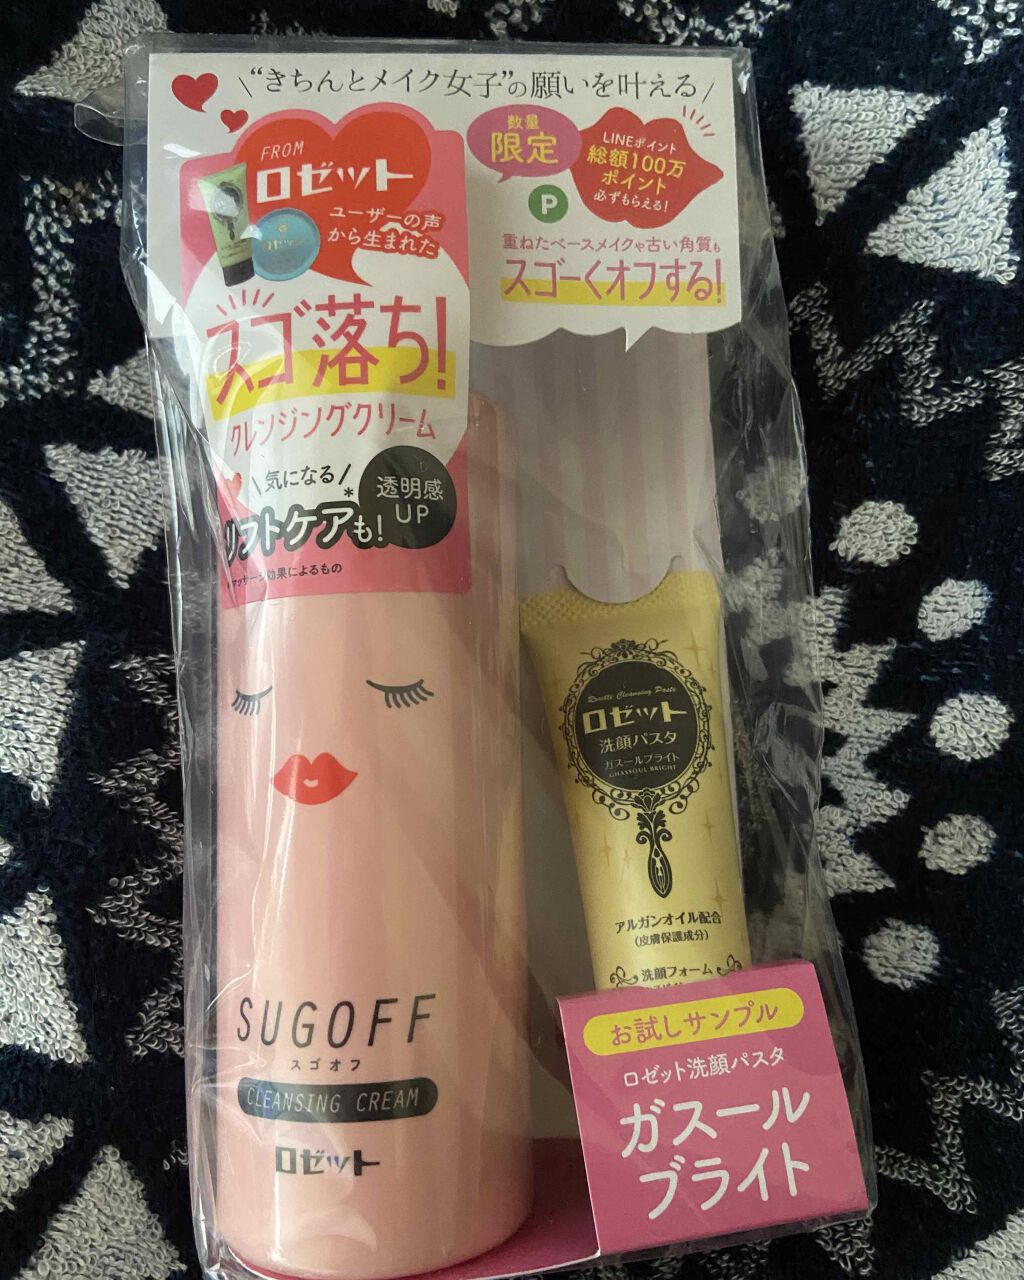 “きちんとメイク女子”の願いを叶える
FROM
ロゼット
ユーザーの声
から生まれた
スゴ落ち!
クレンジングクリーム
気になる
リフトケアも!
*
透明感
UP
マッサージ効果によるもの
数量
限定
LINEポイント
総額100万
ポイント
必ずもらえる!
P
重ねたベースメイクや古い角質も
スゴーくオフする!
SUGOFF
スゴオフ
CLEANSING CREAM
ロゼット
Rosette Cleansing Paste
ロゼット
洗顔パスタ
ガスールブライト
GHASSOUL BRIGHT
アルガンオイル配合
(皮膚保護成分)
洗顔フォーム
お試しサンプル
ロゼット洗顔パスタ
ガスール
ブライト